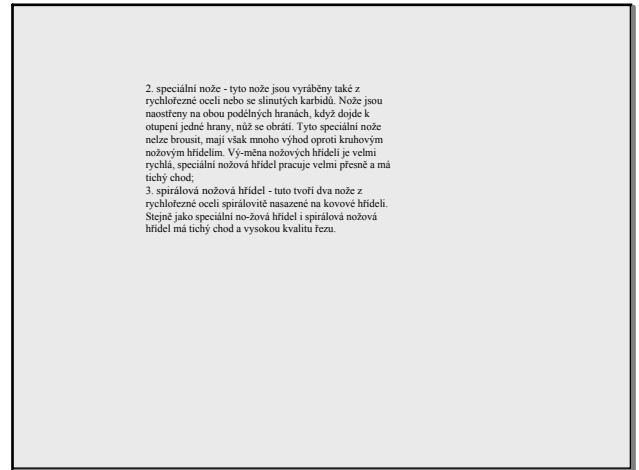 2. speciální nože - tyto nože jsou vyráběny také z
rychlořezné oceli nebo se slinutých karbidů. Nože jsou
naostřeny na obou podélných hranách, když dojde k
otupení jedné hrany, nůž se obrátí. Tyto speciální nože
nelze brousit, mají však mnoho výhod oproti kruhovým
nožovým hřídelím. Vý-měna nožových hřídelí je velmi
rychlá, speciální nožová hřídel pracuje velmi přesně a má
tichý chod;
3. spirálová nožová hřídel - tuto tvoří dva nože z
rychlořezné oceli spirálovitě nasazené na kovové hřídeli.
Stejně jako speciální no-žová hřídel i spirálová nožová
hřídel má tichý chod a vysokou kvalitu řezu.